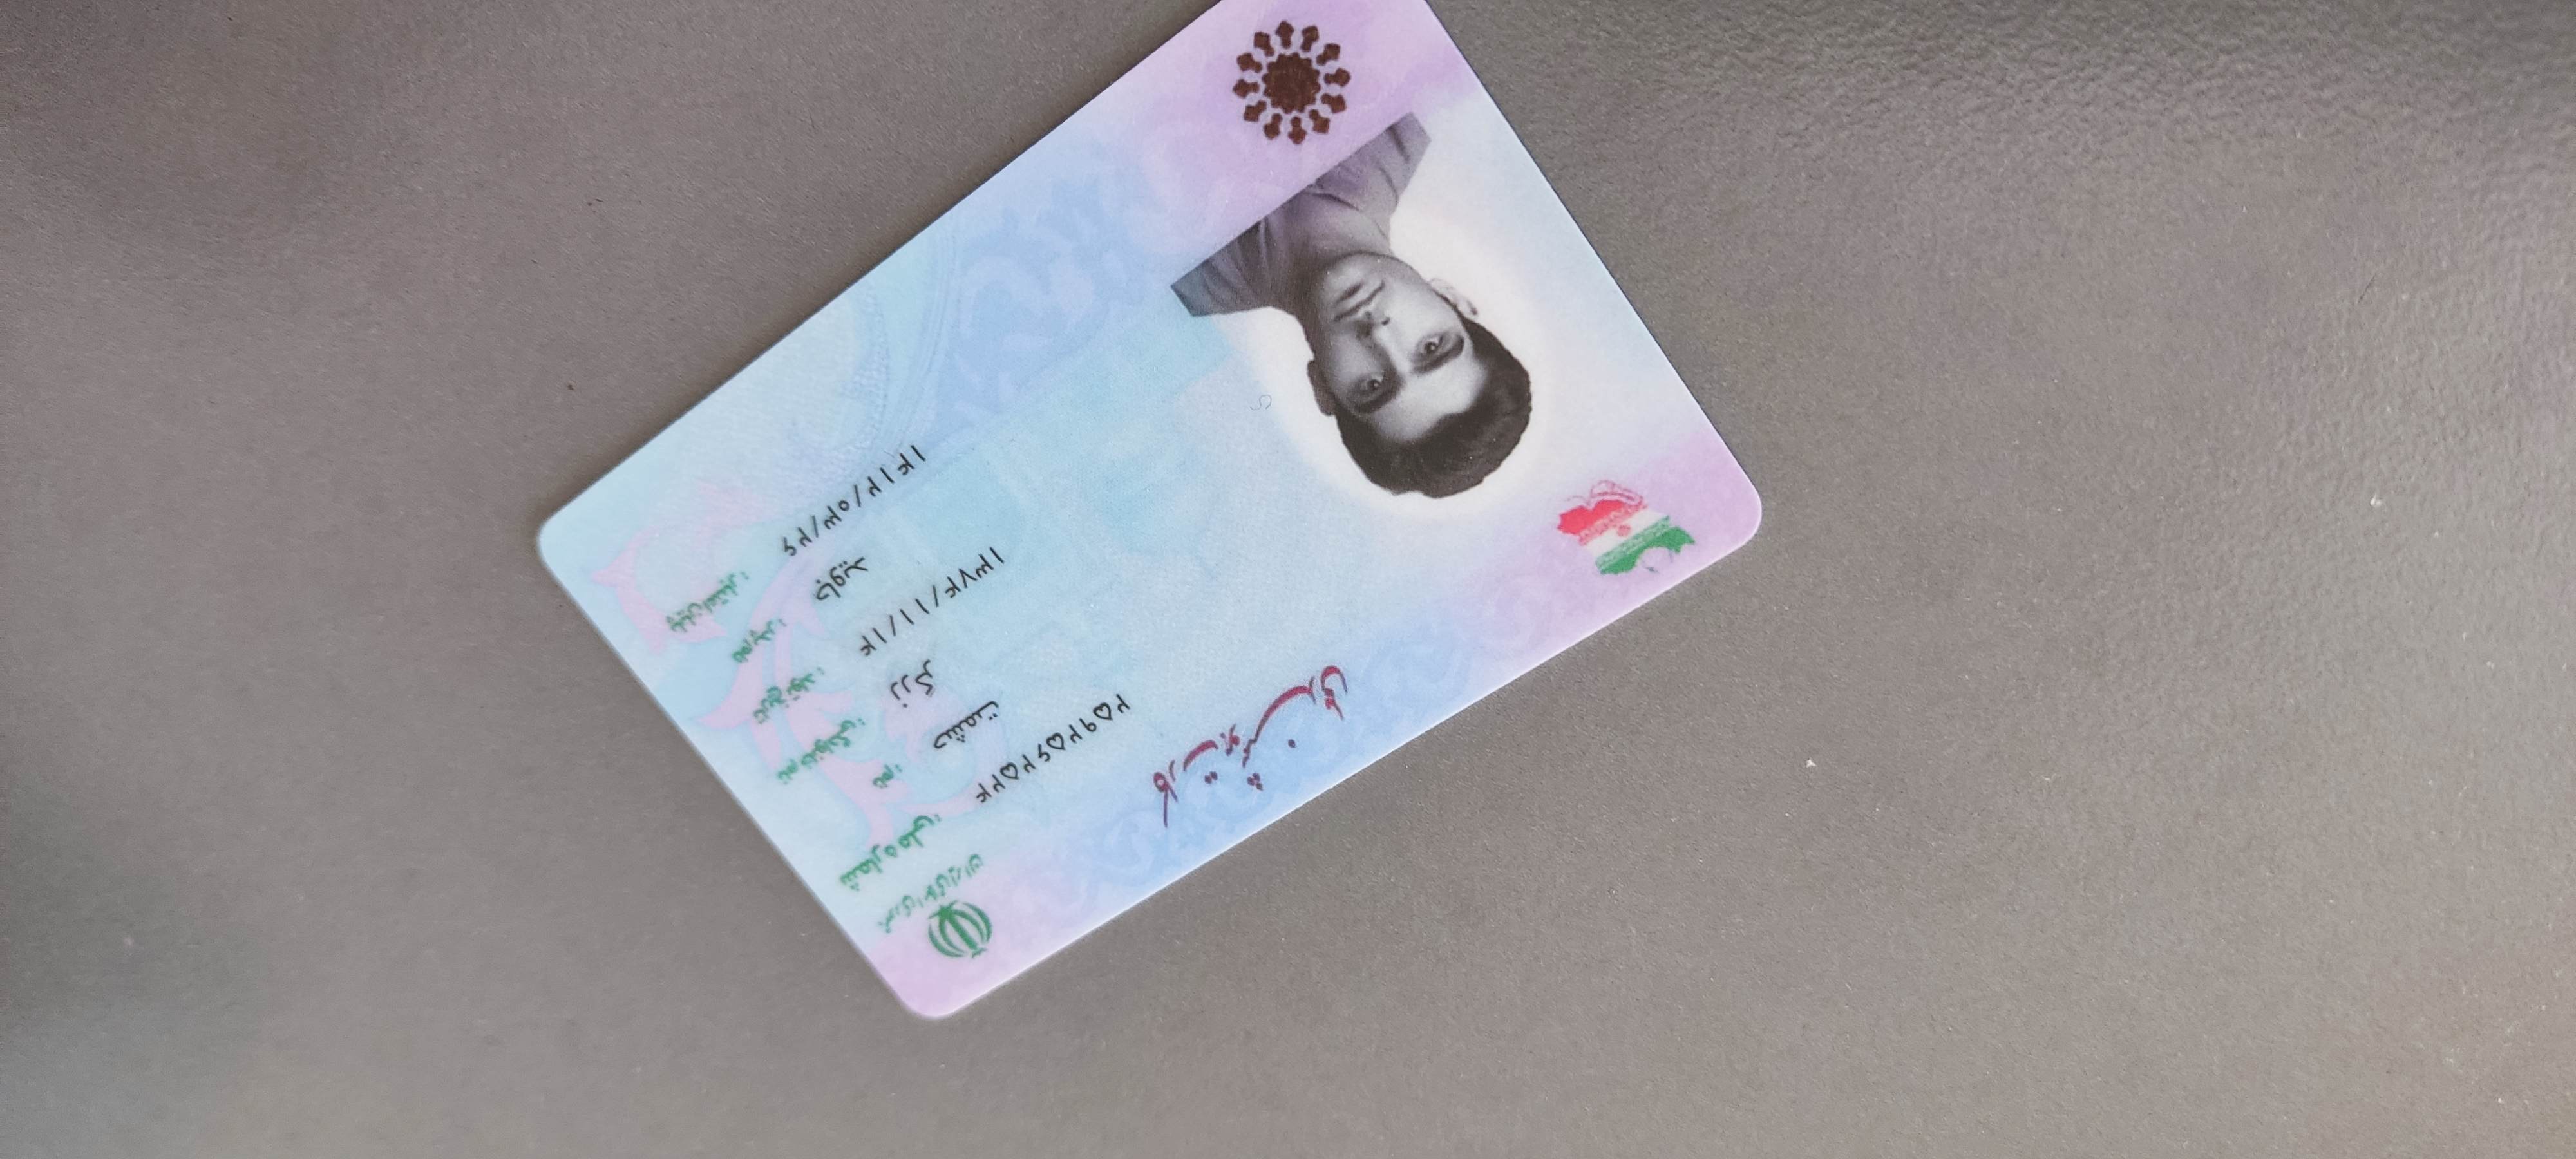 جمهوری اسلامی ایران
کارت هوشمند ملی
شماره ملی: ۲۵۹۲۵۶۲۵۲۴
نام: حشمت
نام خانوادگی: زرگر
تاریخ تولد: ۱۳۷۴/۱۱/۱۴
نام پدر: جاوید
پایان اعتبار: ۱۴۱۲/۰۳/۲۶